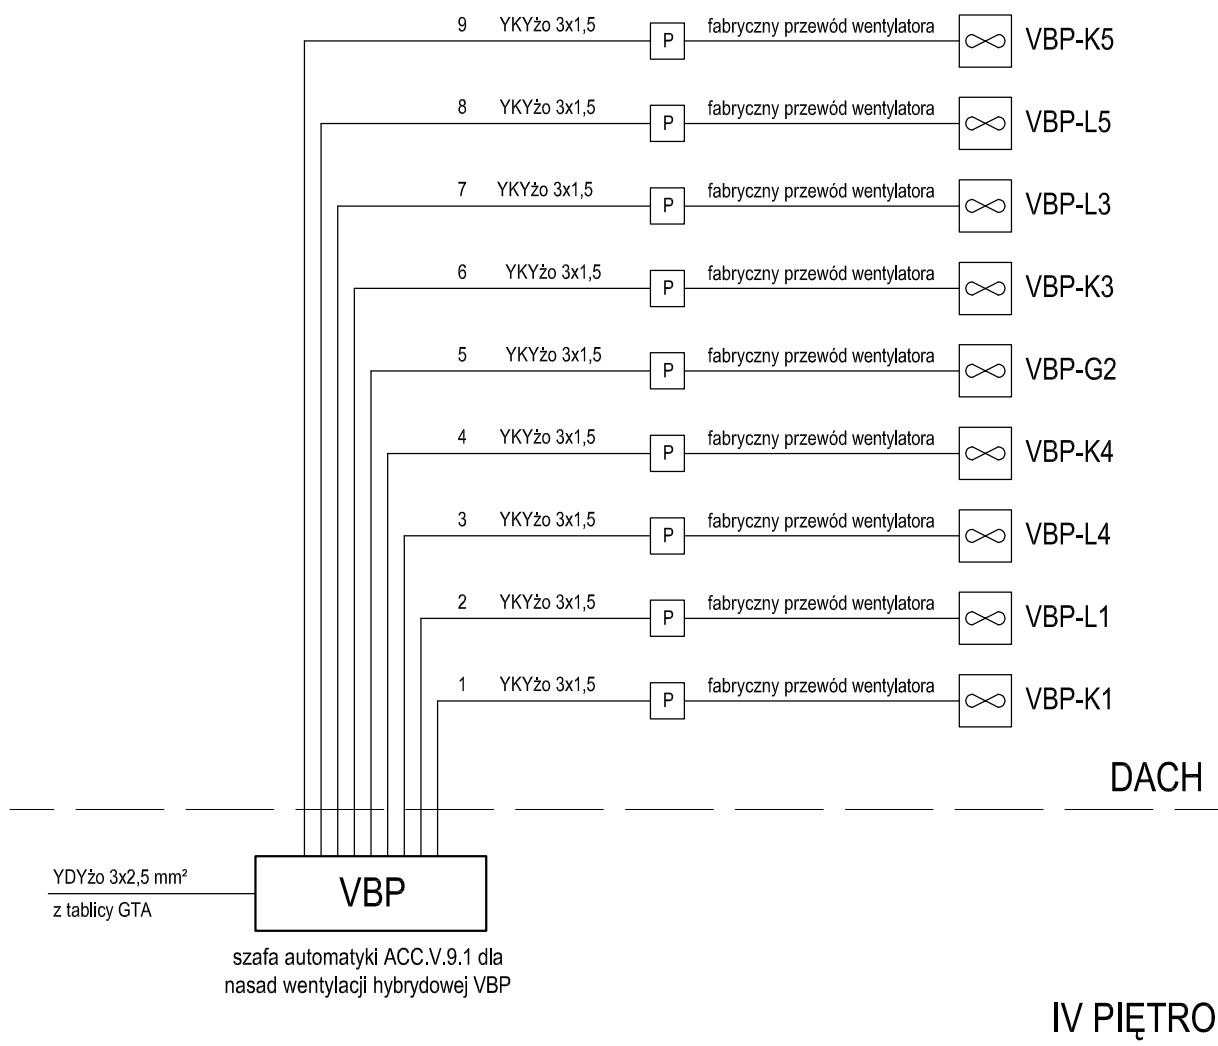 9 YKYżo 3x1,5 P fabryczny przewód wentylatora VBP-K5
8 YKYżo 3x1,5 P fabryczny przewód wentylatora VBP-L5
7 YKYżo 3x1,5 P fabryczny przewód wentylatora VBP-L3
6 YKYżo 3x1,5 P fabryczny przewód wentylatora VBP-K3
5 YKYżo 3x1,5 P fabryczny przewód wentylatora VBP-G2
4 YKYżo 3x1,5 P fabryczny przewód wentylatora VBP-K4
3 YKYżo 3x1,5 P fabryczny przewód wentylatora VBP-L4
2 YKYżo 3x1,5 P fabryczny przewód wentylatora VBP-L1
1 YKYżo 3x1,5 P fabryczny przewód wentylatora VBP-K1
DACH
YDYżo 3x2,5 mm²
z tablicy GTA
VBP
szafa automatyki ACC.V.9.1 dla
nasad wentylacji hybrydowej VBP
IV PIĘTRO